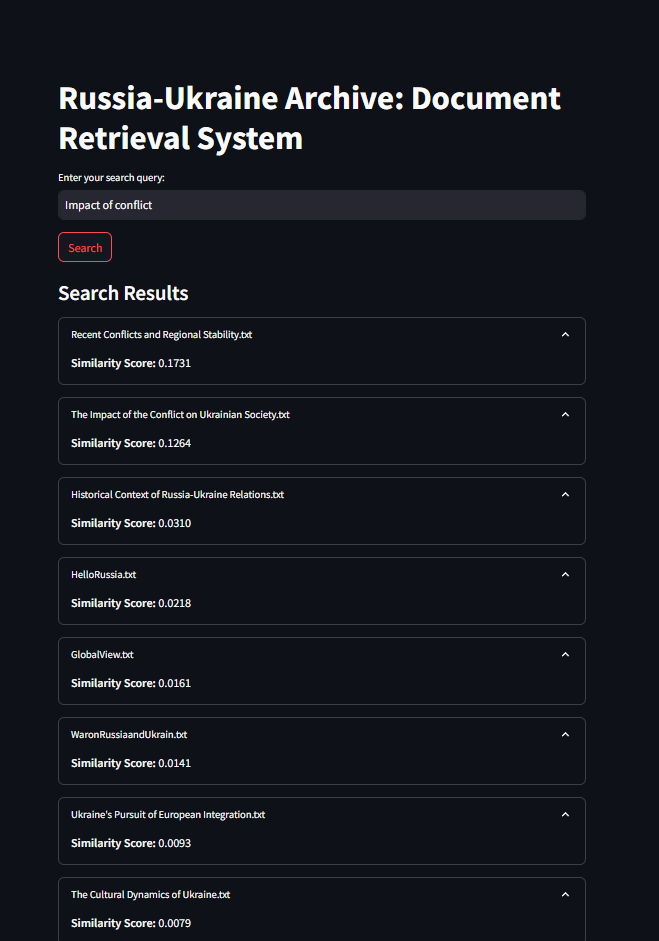 Russia-Ukraine Archive: Document
Retrieval System
Enter your search query:
Impact of conflict
Search
Search Results
Recent Conflicts and Regional Stability.txt
Similarity Score: 0.1731
The Impact of the Conflict on Ukrainian Society.txt
Similarity Score: 0.1264
Historical Context of Russia-Ukraine Relations.txt
Similarity Score: 0.0310
HelloRussia.txt
Similarity Score: 0.0218
GlobalView.txt
Similarity Score: 0.0161
WaronRussiaandUkrain.txt
Similarity Score: 0.0141
Ukraine's Pursuit of European Integration.txt
Similarity Score: 0.0093
The Cultural Dynamics of Ukraine.txt
Similarity Score: 0.0079